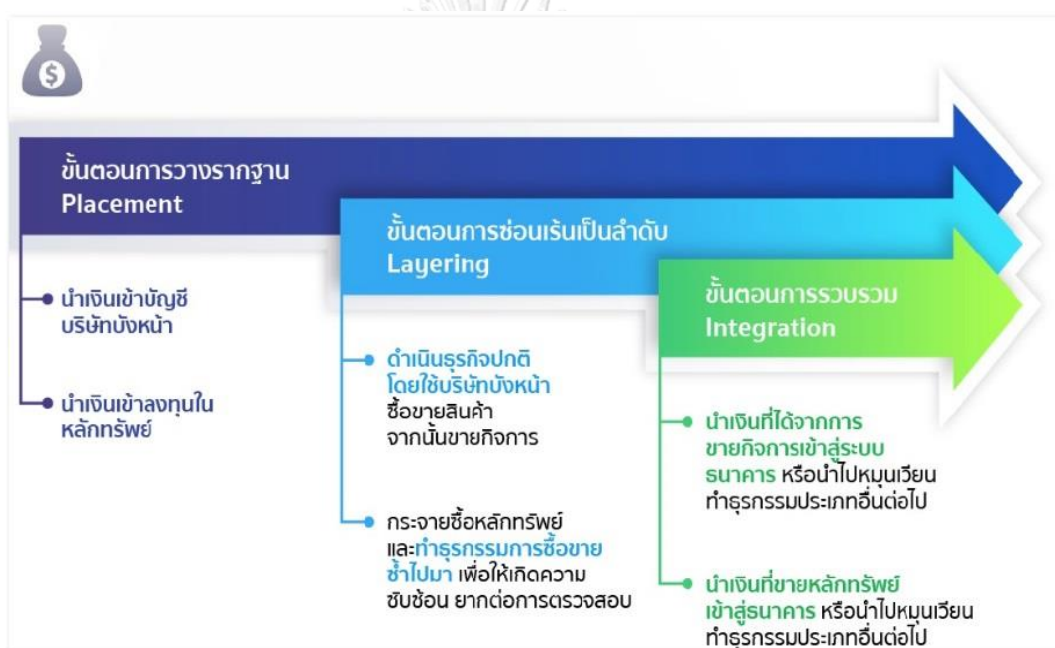 $
ขั้นตอนการวางรากฐาน
Placement
นำเงินเข้าบัญชี
บริษัทบังหน้า
นำเงินเข้าลงทุนใน
หลักทรัพย์
ขั้นตอนการซ่อนเร้นเป็นลำดับ
Layering
ดำเนินธุรกิจปกติ
โดยใช้บริษัทบังหน้า
ซื้อขายสินค้า
จากนั้นขายกิจการ
กระจายซื้อหลักทรัพย์
และทำธุรกรรมการซื้อขาย
ซ้ำไปมา เพื่อให้เกิดความ
ซับซ้อน ยากต่อการตรวจสอบ
ขั้นตอนการรวบรวม
Integration
นำเงินที่ได้จากการ
ขายกิจการเข้าสู่ระบบ
ธนาคาร หรือนำไปหมุนเวียน
ทำธุรกรรมประเภทอื่นต่อไป
นำเงินที่ขายหลักทรัพย์
เข้าสู่ธนาคาร หรือนำไปหมุนเวียน
ทำธุรกรรมประเภทอื่นต่อไป